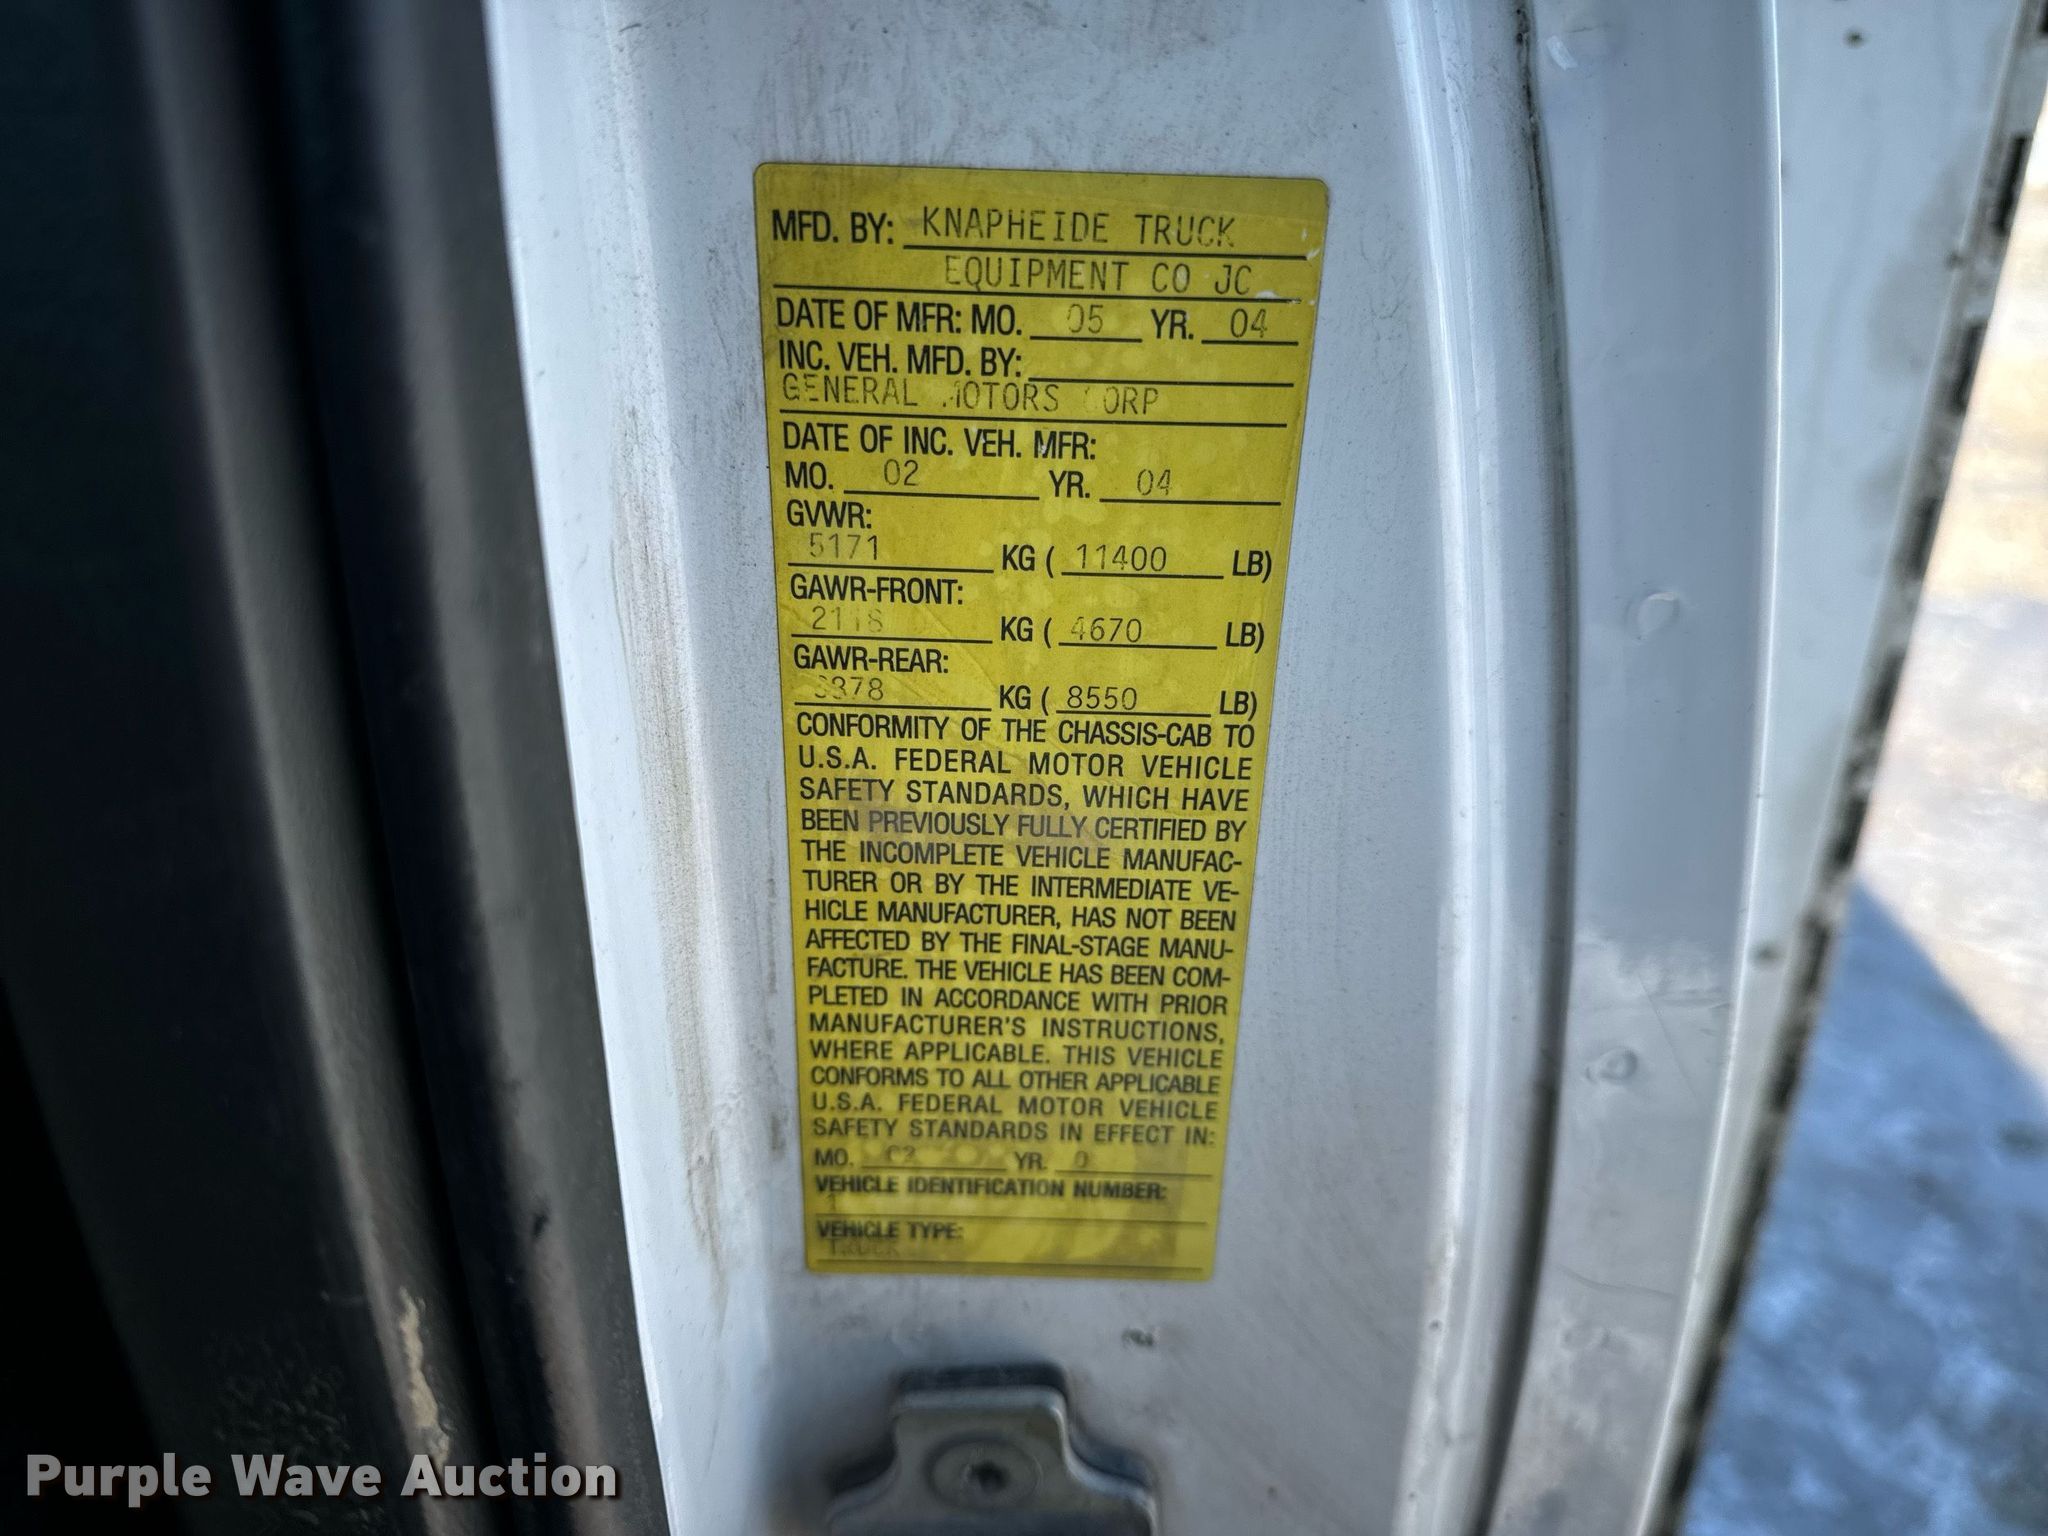 MFD. BY: KNAPHEIDE TRUCK
EQUIPMENT CO JC
DATE OF MFR: MO. 05 YR. 04
INC. VEH. MFD. BY:
GENERAL MOTORS CORP
DATE OF INC. VEH. MFR:
MO. 02 YR. 04
GVWR:
5171 KG ( 11400 LB)
GAWR-FRONT:
2118 KG ( 4670 LB)
GAWR-REAR:
3878 KG ( 8550 LB)
CONFORMITY OF THE CHASSIS-CAB TO
U.S.A. FEDERAL MOTOR VEHICLE
SAFETY STANDARDS, WHICH HAVE
BEEN PREVIOUSLY FULLY CERTIFIED BY
THE INCOMPLETE VEHICLE MANUFAC-
TURER OR BY THE INTERMEDIATE VE-
HICLE MANUFACTURER, HAS NOT BEEN
AFFECTED BY THE FINAL-STAGE MANU-
FACTURE. THE VEHICLE HAS BEEN COM-
PLETED IN ACCORDANCE WITH PRIOR
MANUFACTURER'S INSTRUCTIONS,
WHERE APPLICABLE. THIS VEHICLE
CONFORMS TO ALL OTHER APPLICABLE
U.S.A. FEDERAL MOTOR VEHICLE
SAFETY STANDARDS IN EFFECT IN:
MO. YR.
VEHICLE IDENTIFICATION NUMBER:
1
VEHICLE TYPE:
TRUCK
Purple Wave Auction